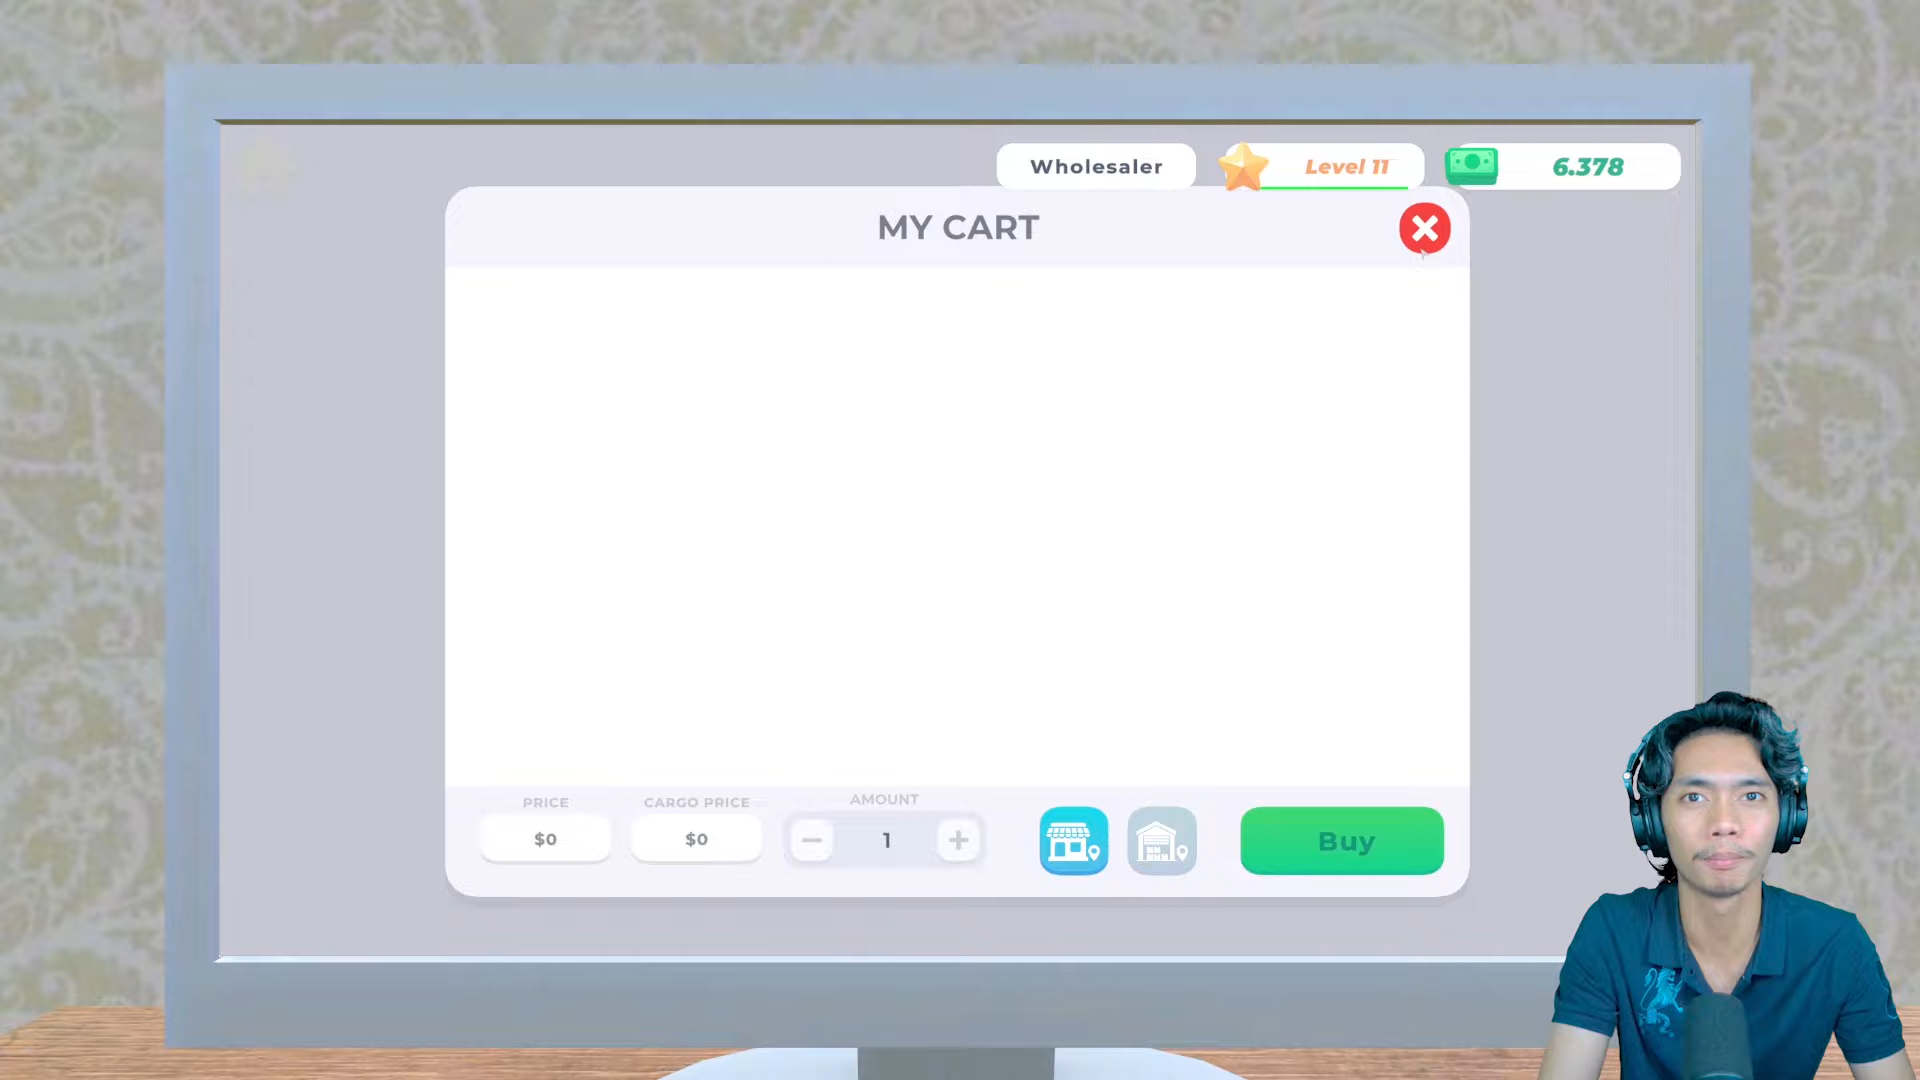 Wholesaler
Level 11
6.378
MY CART
PRICE
CARGO PRICE
AMOUNT
$0
$0
1
Buy